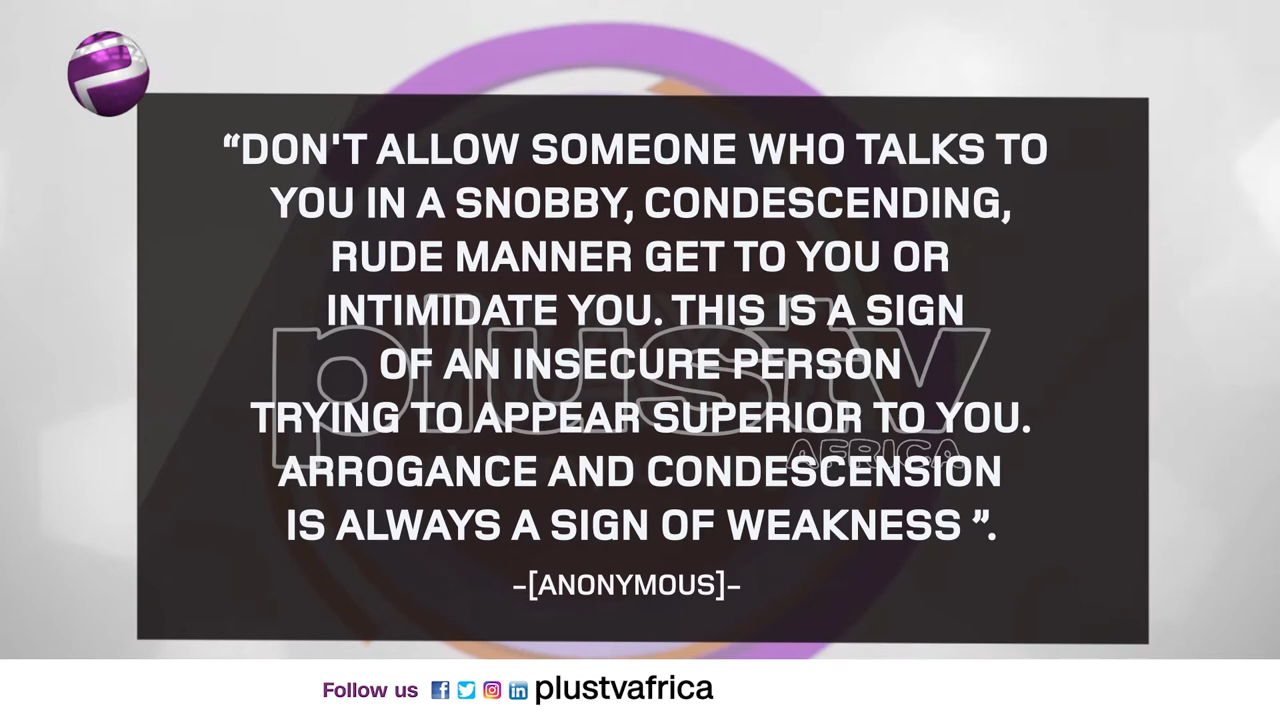 “DON'T ALLOW SOMEONE WHO TALKS TO
YOU IN A SNOBBY, CONDESCENDING,
RUDE MANNER GET TO YOU OR
INTIMIDATE YOU. THIS IS A SIGN
OF AN INSECURE PERSON
TRYING TO APPEAR SUPERIOR TO YOU.
ARROGANCE AND CONDESCENSION
IS ALWAYS A SIGN OF WEAKNESS ”.
-[ANONYMOUS]-
plustv
AFRICA
Follow us plustvafrica